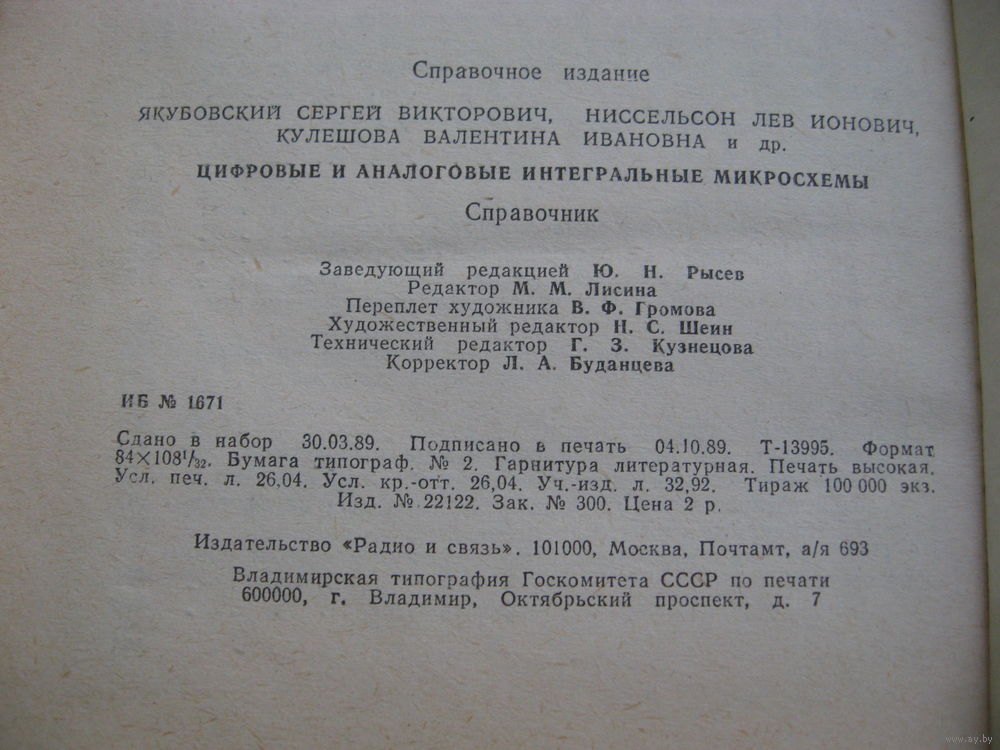 Справочное издание
ЯКУБОВСКИЙ СЕРГЕЙ ВИКТОРОВИЧ, НИССЕЛЬСОН ЛЕВ ИОНОВИЧ,
КУЛЕШОВА ВАЛЕНТИНА ИВАНОВНА и др.
ЦИФРОВЫЕ И АНАЛОГОВЫЕ ИНТЕГРАЛЬНЫЕ МИКРОСХЕМЫ
Справочник
Заведующий редакцией Ю. Н. Рысев
Редактор М. М. Лисина
Переплет художника В. Ф. Громова
Художественный редактор Н. С. Шеин
Технический редактор Г. З. Кузнецова
Корректор Л. А. Буданцева
ИБ № 1671
Сдано в набор 30.03.89. Подписано в печать 04.10.89. Т-13995. Формат
84×108¹/₃₂. Бумага типограф. № 2. Гарнитура литературная. Печать высокая.
Усл. печ. л. 26,04. Усл. кр.-отт. 26,04. Уч.-изд. л. 32,92. Тираж 100 000 экз.
Изд. № 22122. Зак. № 300. Цена 2 р.
Издательство «Радио и связь». 101000, Москва, Почтамт, а/я 693
Владимирская типография Госкомитета СССР по печати
600000, г. Владимир, Октябрьский проспект, д. 7
www.ay.by